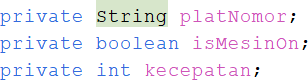 private String platNomor;
private boolean isMesinOn;
private int kecepatan;